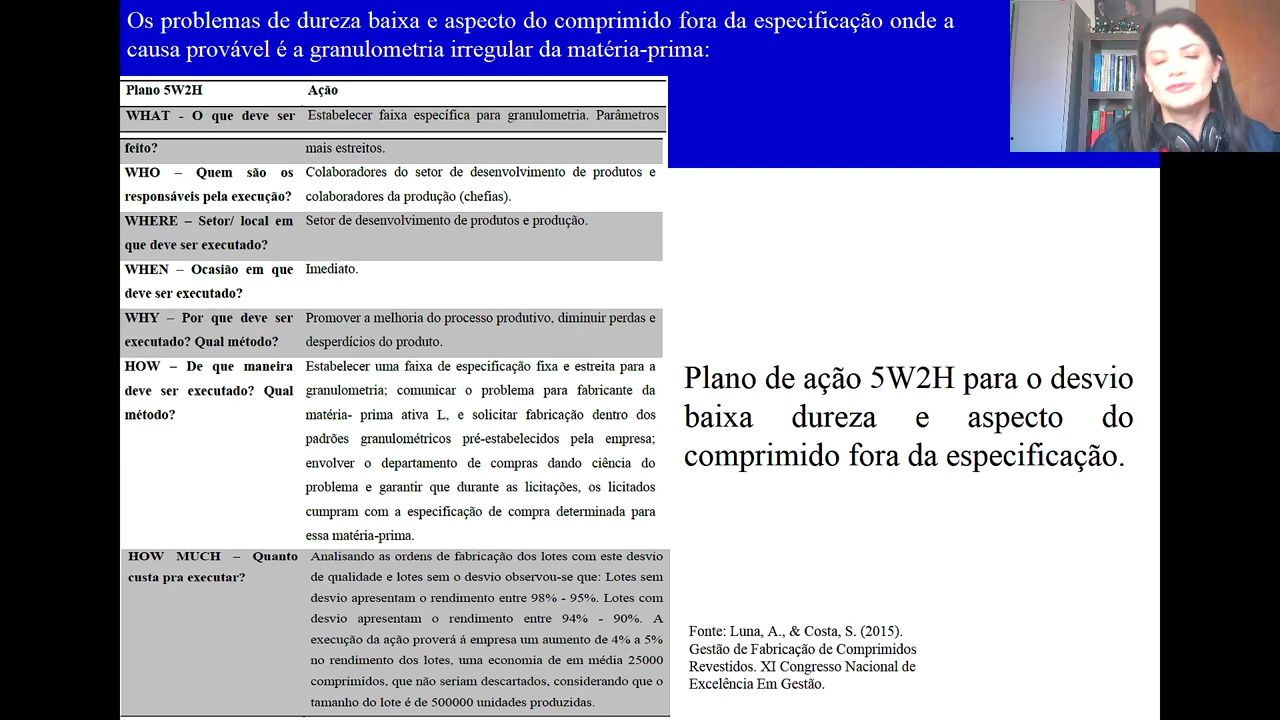 Os problemas de dureza baixa e aspecto do comprimido fora da especificação onde a
causa provável é a granulometria irregular da matéria-prima:
Plano 5W2H Ação
WHAT - O que deve ser Estabelecer faixa específica para granulometria. Parâmetros
feito? mais estreitos.
WHO – Quem são os Colaboradores do setor de desenvolvimento de produtos e
responsáveis pela execução? colaboradores da produção (chefias).
WHERE – Setor/ local em Setor de desenvolvimento de produtos e produção.
que deve ser executado?
WHEN – Ocasião em que Imediato.
deve ser executado?
WHY – Por que deve ser Promover a melhoria do processo produtivo, diminuir perdas e
executado? Qual método? desperdícios do produto.
HOW – De que maneira Estabelecer uma faixa de especificação fixa e estreita para a
deve ser executado? Qual granulometria; comunicar o problema para fabricante da
método? matéria- prima ativa L, e solicitar fabricação dentro dos
padrões granulométricos pré-estabelecidos pela empresa;
envolver o departamento de compras dando ciência do
problema e garantir que durante as licitações, os licitados
cumpram com a especificação de compra determinada para
essa matéria-prima.
HOW MUCH – Quanto Analisando as ordens de fabricação dos lotes com este desvio
custa pra executar? de qualidade e lotes sem o desvio observou-se que: Lotes sem
desvio apresentam o rendimento entre 98% - 95%. Lotes com
desvio apresentam o rendimento entre 94% - 90%. A
execução da ação proverá á empresa um aumento de 4% a 5%
no rendimento dos lotes, uma economia de em média 25000
comprimidos, que não seriam descartados, considerando que o
tamanho do lote é de 500000 unidades produzidas.
Plano de ação 5W2H para o desvio
baixa dureza e aspecto do
comprimido fora da especificação.
Fonte: Luna, A., & Costa, S. (2015).
Gestão de Fabricação de Comprimidos
Revestidos. XI Congresso Nacional de
Excelência Em Gestão.